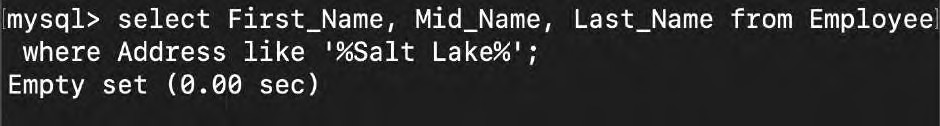 [mysql> select First_Name, Mid_Name, Last_Name from Employee]
where Address like '%Salt Lake%';
Empty set (0.00 sec)